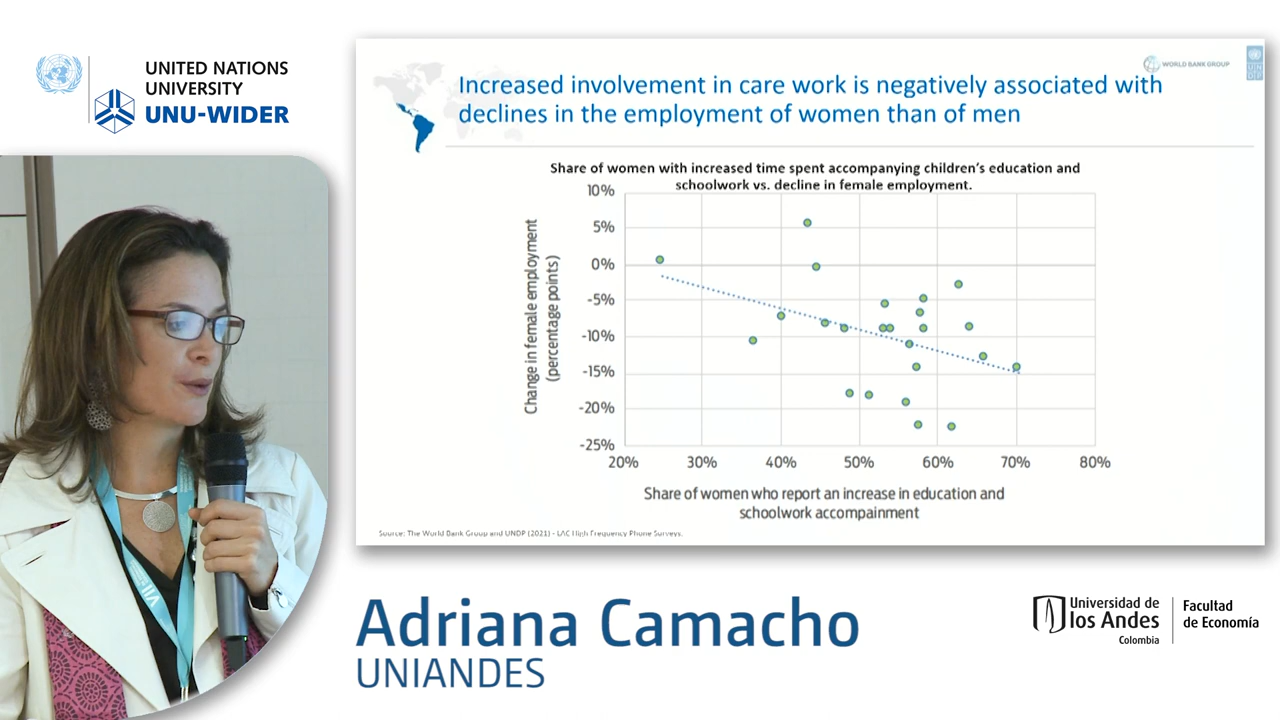 UNITED NATIONS
UNIVERSITY
UNU-WIDER
WORLD BANK GROUP
UN
DP
Increased involvement in care work is negatively associated with
declines in the employment of women than of men
Share of women with increased time spent accompanying children's education and
schoolwork vs. decline in female employment.
Change in female employment
(percentage points)
10%
5%
0%
-5%
-10%
-15%
-20%
-25%
20%
30%
40%
50%
60%
70%
80%
Share of women who report an increase in education and
schoolwork accompainment
Source: The World Bank Group and UNDP (2021) - LAC High Frequency Phone Surveys.
Adriana Camacho
UNIANDES
Universidad de
los Andes
Colombia
Facultad
de Economía